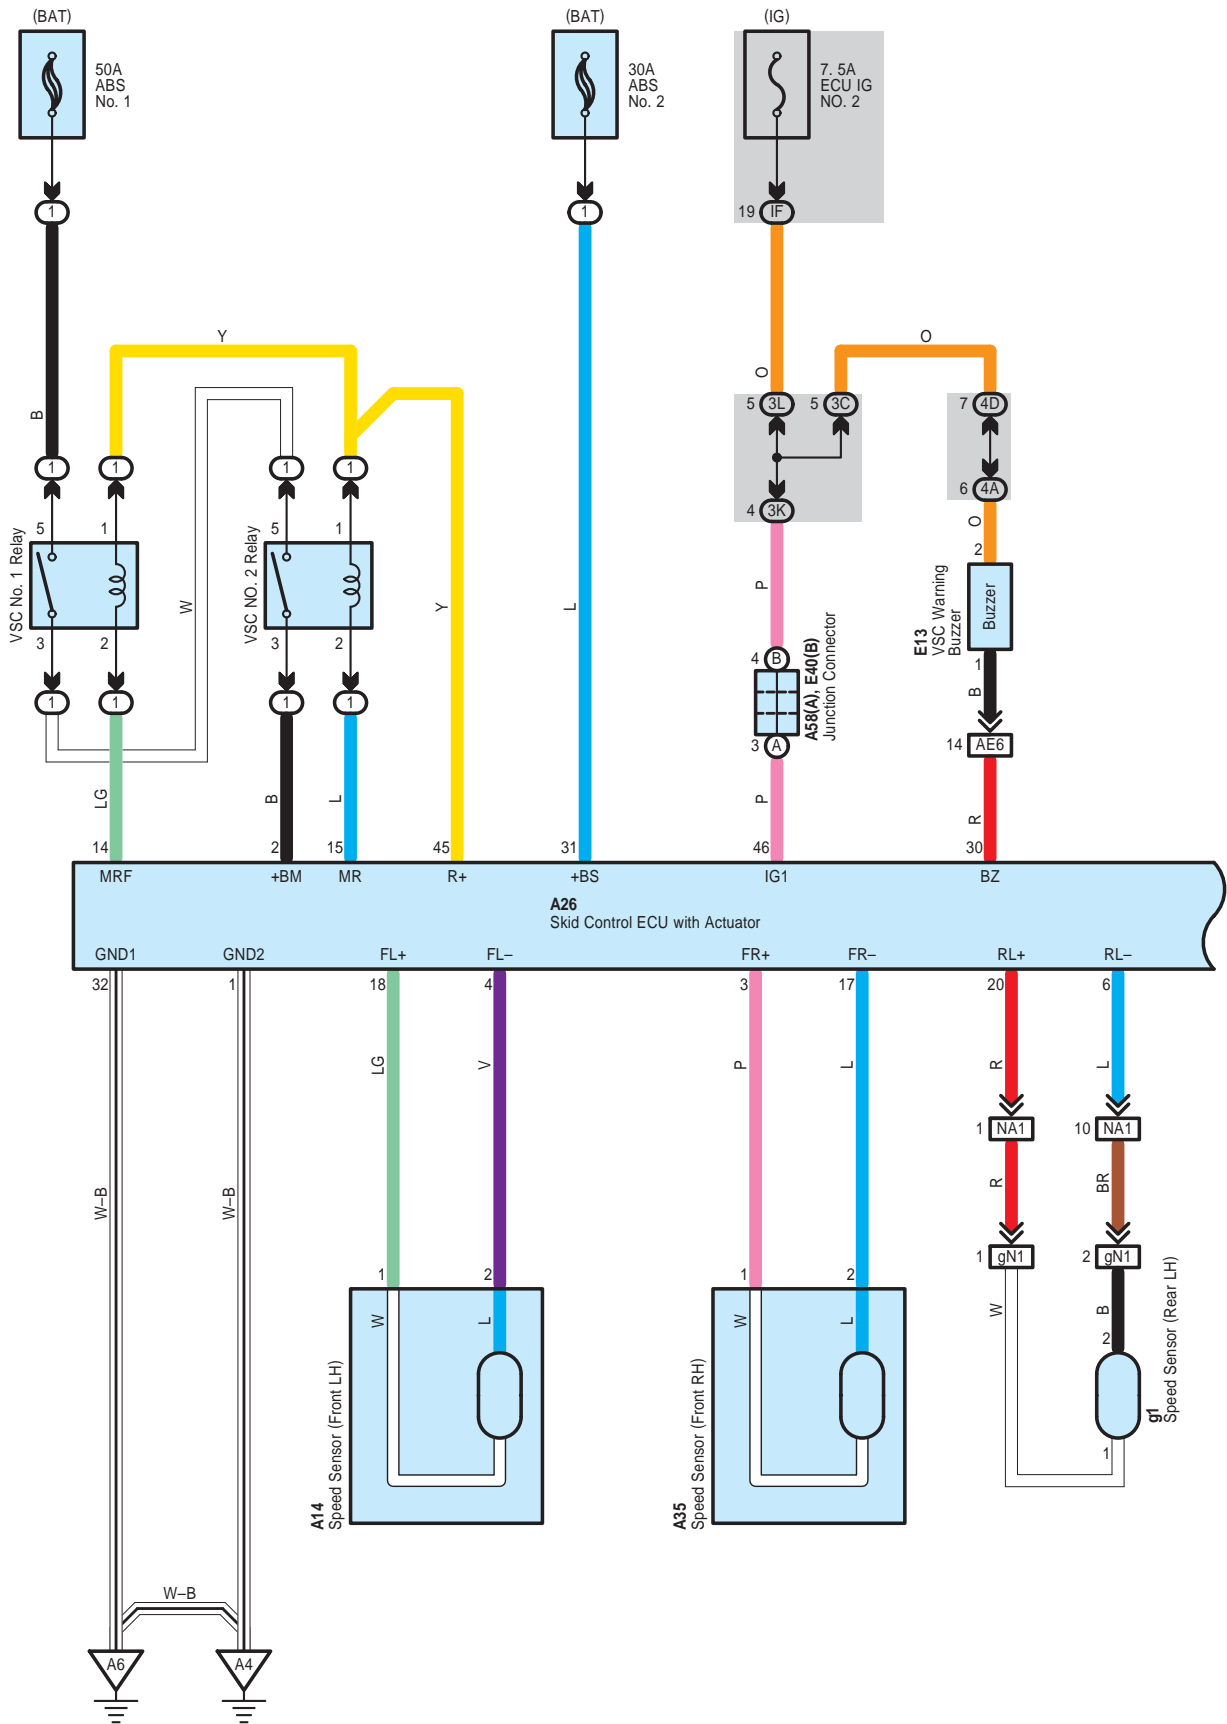 (BAT)
(BAT)
(IG)
50A
ABS
No. 1
30A
ABS
No. 2
7. 5A
ECU IG
NO. 2
1
1
19 IF
Y
O
B
O
5 3L
5 3C
7 4D
1
1
1
1
4 3K
6 4A
O
5
1
5
1
2
VSC No. 1 Relay
VSC NO. 2 Relay
W
Y
L
P
E13
VSC Warning
Buzzer
Buzzer
3
2
3
2
4 B
1
A58(A), E40(B)
Junction Connector
B
1
1
1
1
3 A
14 AE6
LG
B
L
P
R
14
2
15
45
31
46
30
MRF
+BM
MR
R+
+BS
IG1
BZ
A26
Skid Control ECU with Actuator
GND1
GND2
FL+
FL–
FR+
FR–
RL+
RL–
32
1
18
4
3
17
20
6
LG
V
P
L
R
L
1 NA1
10 NA1
W–B
W–B
R
BR
1 gN1
2 gN1
1
2
1
2
W
L
W
L
W
B
2
g1
Speed Sensor (Rear LH)
1
A14
Speed Sensor (Front LH)
A35
Speed Sensor (Front RH)
W–B
A6
A4